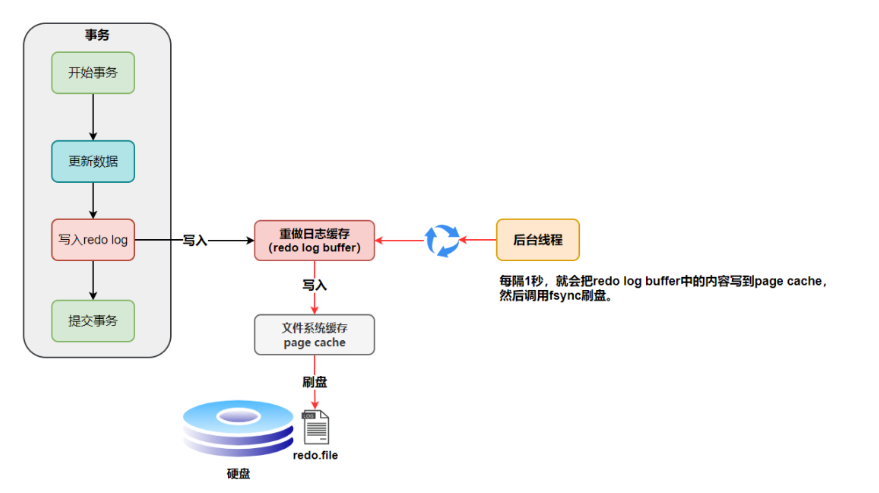 事务
开始事务
更新数据
写入redo log
提交事务
写入
重做日志缓存
(redo log buffer)
后台线程
每隔1秒，就会把redo log buffer中的内容写到page cache，
然后调用fsync刷盘。
写入
文件系统缓存
page cache
刷盘
LOG
redo.file
硬盘